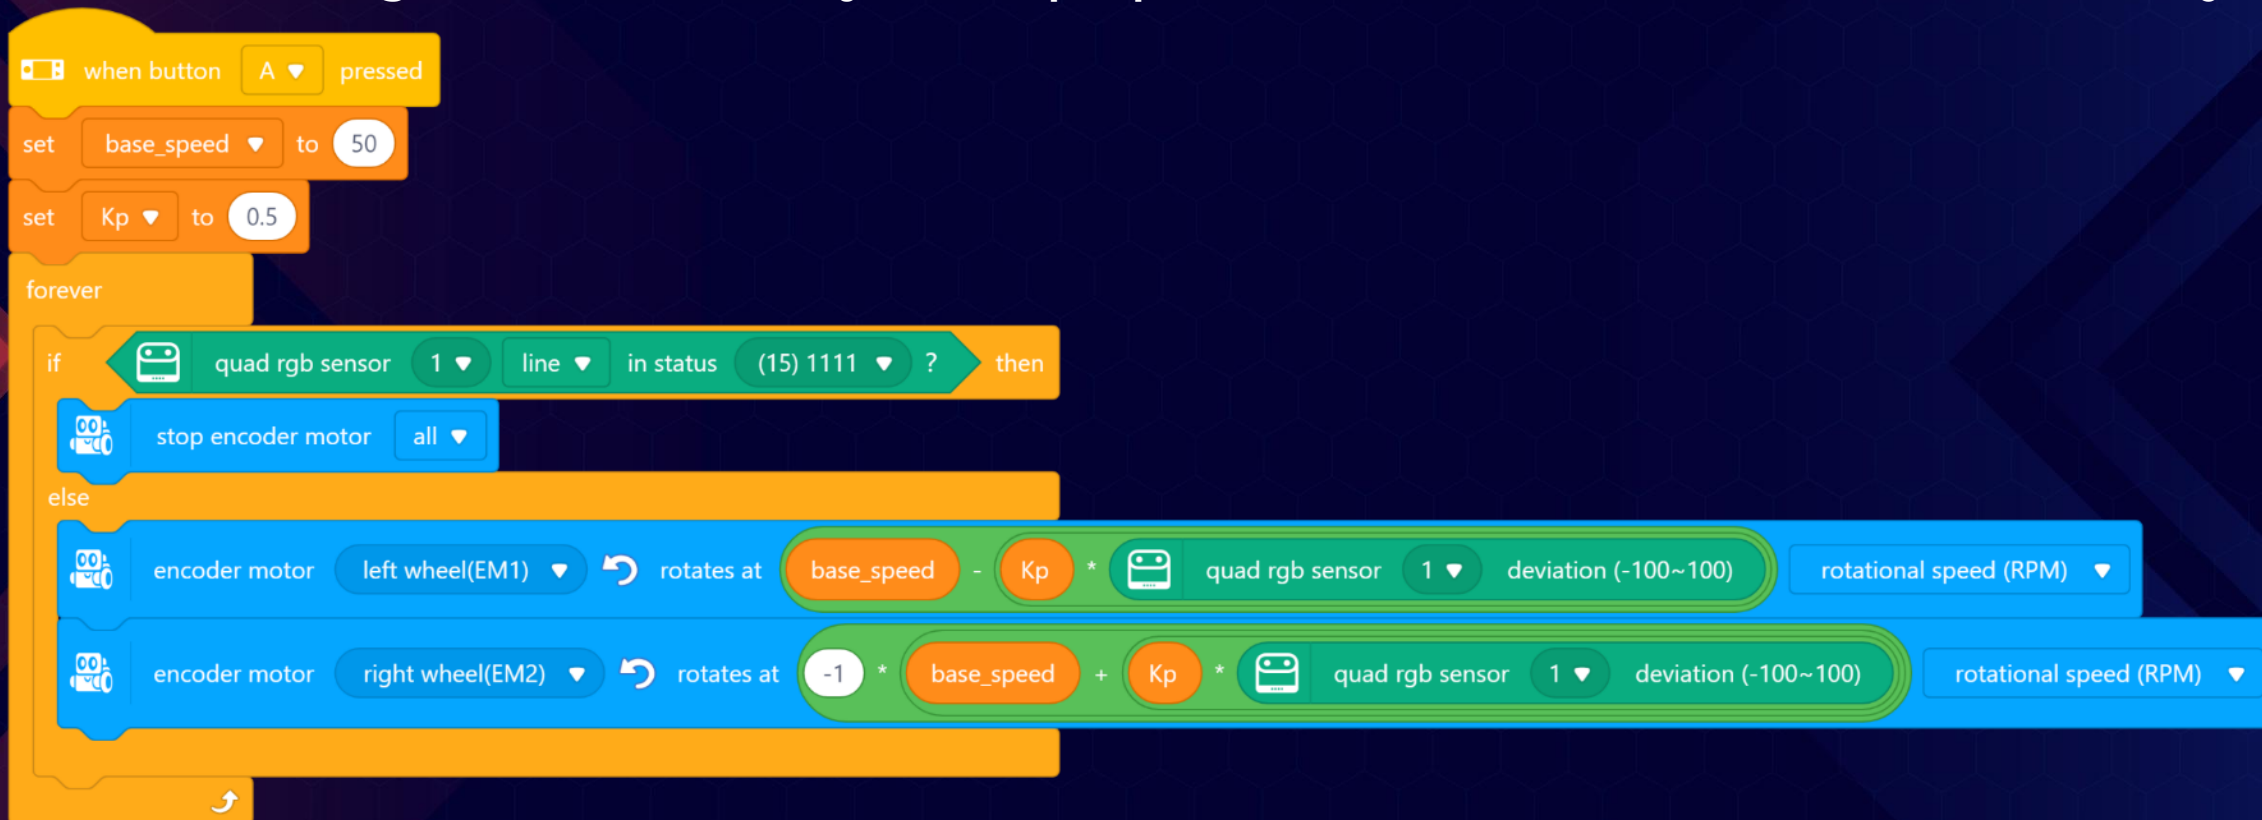 when button A pressed
set base_speed to 50
set Kp to 0.5
forever
if quad rgb sensor 1 line in status (15) 1111 ? then
stop encoder motor all
else
encoder motor left wheel(EM1) rotates at base_speed - Kp * quad rgb sensor 1 deviation (-100~100) rotational speed (RPM)
encoder motor right wheel(EM2) rotates at -1 * base_speed + Kp * quad rgb sensor 1 deviation (-100~100) rotational speed (RPM)